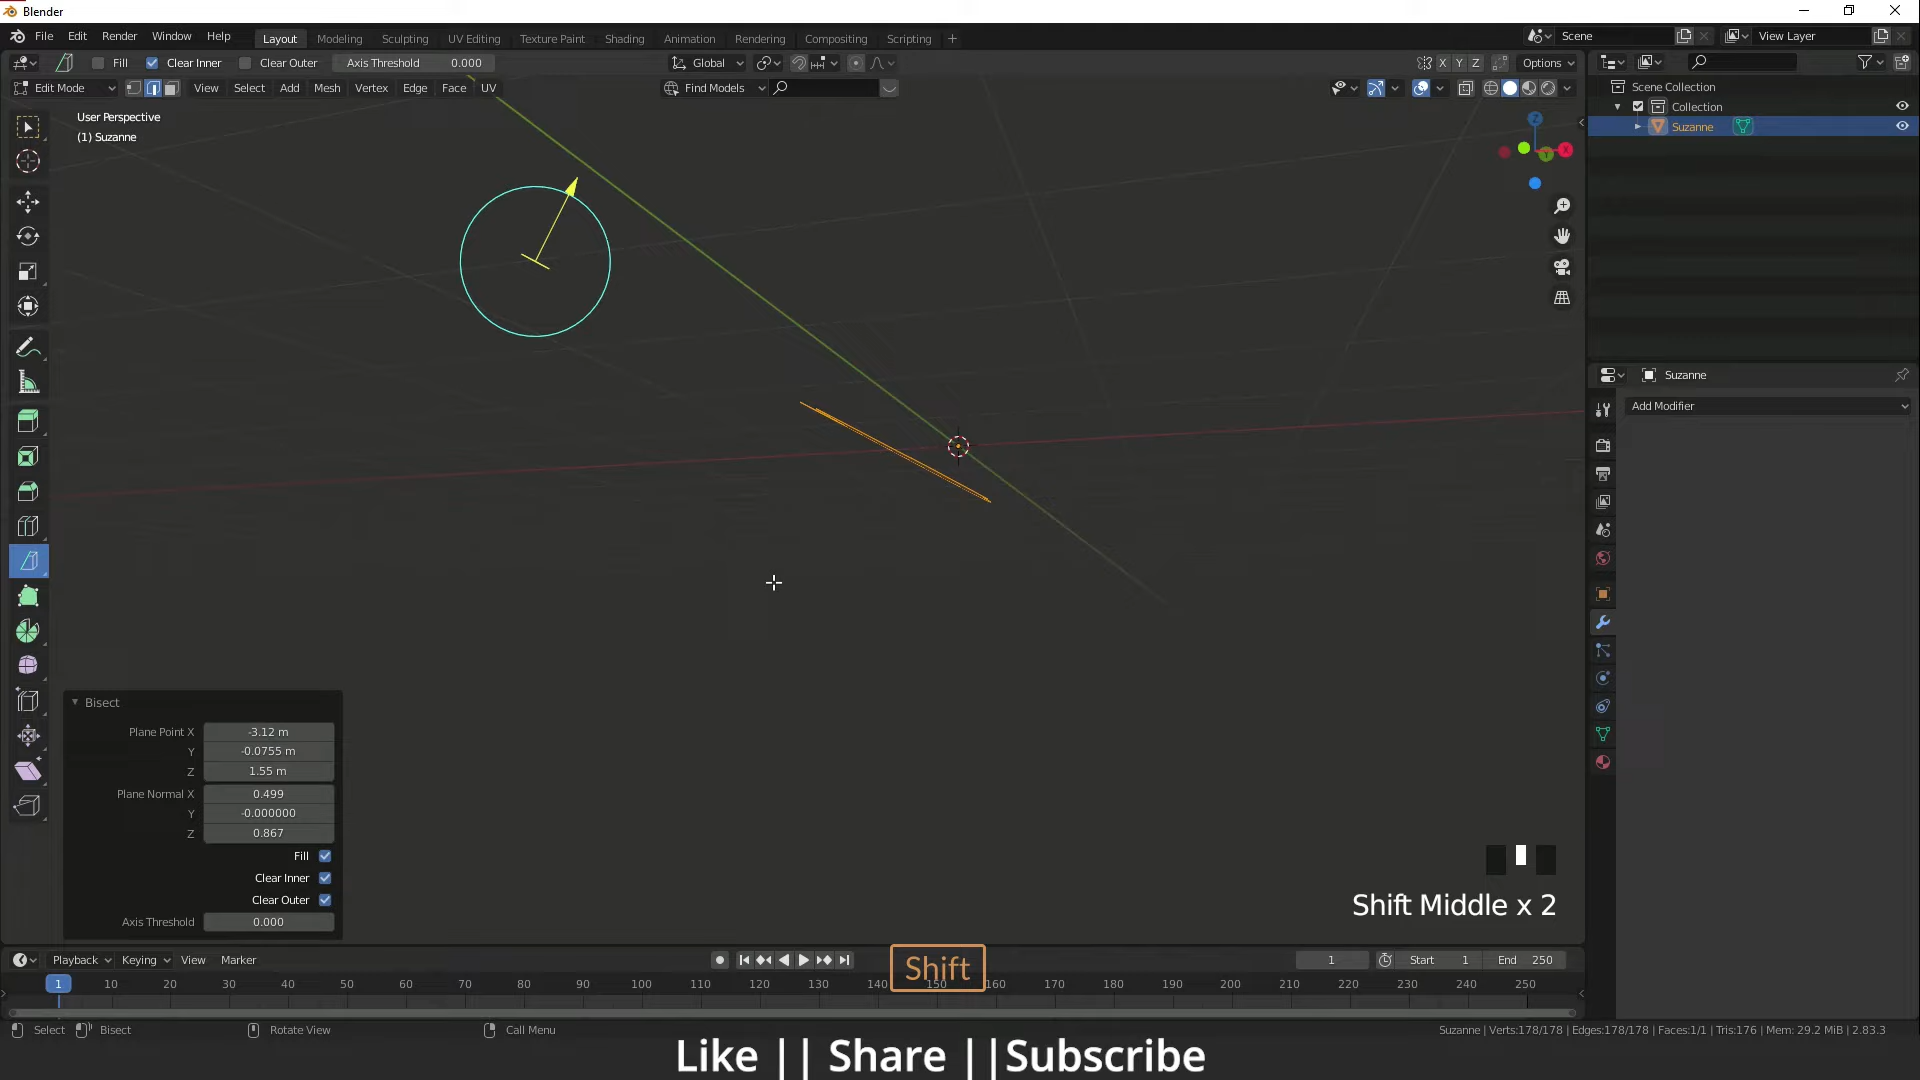 Blender
File Edit Render Window Help
Layout Modeling Sculpting UV Editing Texture Paint Shading Animation Rendering Compositing Scripting +
Scene
View Layer
Fill Clear Inner Clear Outer Axis Threshold 0.000
Global
X Y Z Options
Edit Mode View Select Add Mesh Vertex Edge Face UV
Find Models
User Perspective
(1) Suzanne
Z
X
Y
Scene Collection
Collection
Suzanne
Suzanne
Add Modifier
Bisect
Plane Point X -3.12 m
Y -0.0755 m
Z 1.55 m
Plane Normal X 0.499
Y -0.000000
Z 0.867
Fill
Clear Inner
Clear Outer
Axis Threshold 0.000
Shift Middle x 2
Playback Keying View Marker
1 Start 1 End 250
Shift
1 10 20 30 40 50 60 70 80 90 100 110 120 130 140 150 160 170 180 190 200 210 220 230 240 250
Select Bisect Rotate View Call Menu
Suzanne | Verts:178/178 | Edges:178/178 | Faces:1/1 | Tris:176 | Mem: 29.2 MiB | 2.83.3
Like || Share ||Subscribe